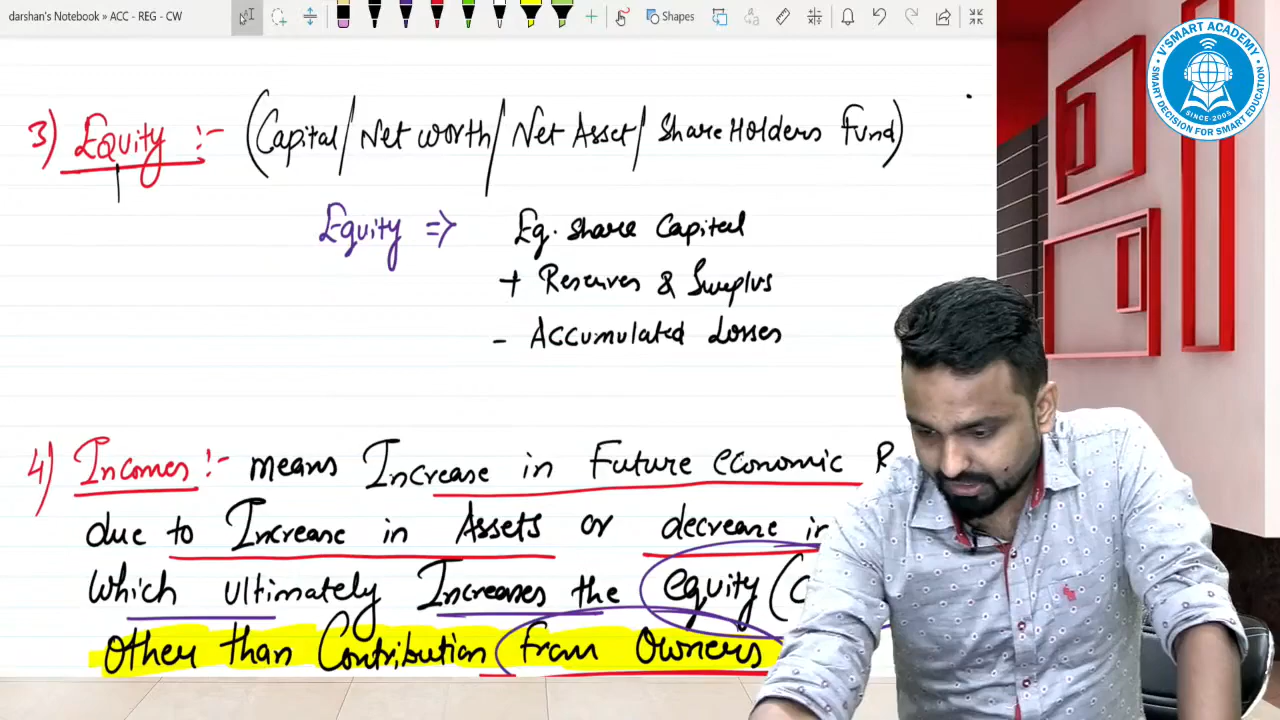 darshan's Notebook » ACC - REG - CW
Shapes
V'SMART ACADEMY
SINCE-2005
SMART DECISION FOR SMART EDUCATION
3) Equity :- (Capital/ Net worth/ Net Asset/ ShareHolders Fund)
Equity ⇒ Eq. Share Capital
+ Reserves & Surplus
- Accumulated Losses
4) Incomes :- means Increase in Future economic R
due to Increase in Assets or decrease in
Which ultimately Increases the equity (C
Other than Contribution from Owners